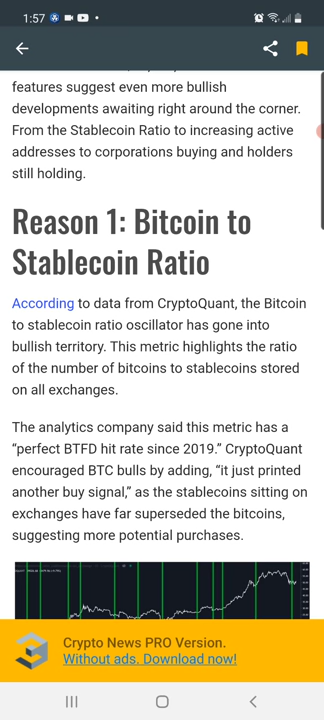 1:57
features suggest even more bullish
developments awaiting right around the corner.
From the Stablecoin Ratio to increasing active
addresses to corporations buying and holders
still holding.
Reason 1: Bitcoin to
Stablecoin Ratio
According to data from CryptoQuant, the Bitcoin
to stablecoin ratio oscillator has gone into
bullish territory. This metric highlights the ratio
of the number of bitcoins to stablecoins stored
on all exchanges.
The analytics company said this metric has a
“perfect BTFD hit rate since 2019.” CryptoQuant
encouraged BTC bulls by adding, “it just printed
another buy signal,” as the stablecoins sitting on
exchanges have far superseded the bitcoins,
suggesting more potential purchases.
Crypto News PRO Version.
Without ads. Download now!